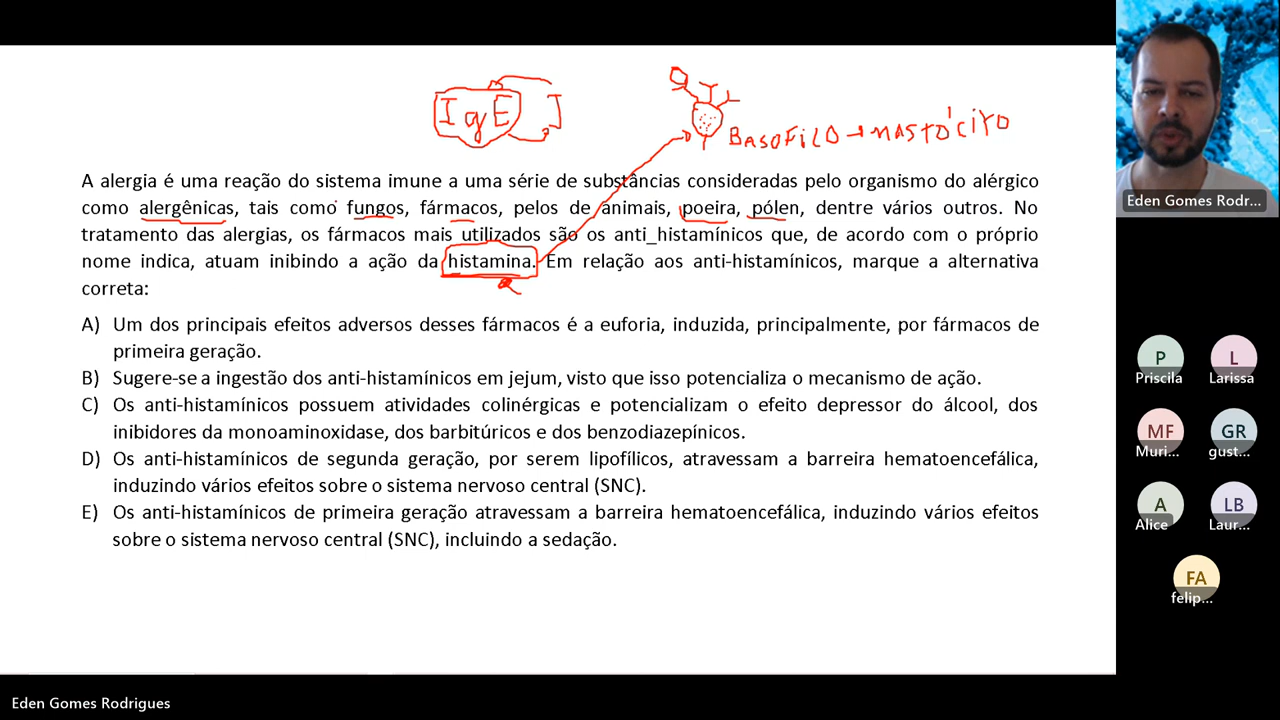 IgE
BASOFILO → MASTÓCITO
A alergia é uma reação do sistema imune a uma série de substâncias consideradas pelo organismo do alérgico
como alergênicas, tais como fungos, fármacos, pelos de animais, poeira, pólen, dentre vários outros. No
tratamento das alergias, os fármacos mais utilizados são os anti_histamínicos que, de acordo com o próprio
nome indica, atuam inibindo a ação da histamina. Em relação aos anti-histamínicos, marque a alternativa
correta:
A) Um dos principais efeitos adversos desses fármacos é a euforia, induzida, principalmente, por fármacos de
primeira geração.
B) Sugere-se a ingestão dos anti-histamínicos em jejum, visto que isso potencializa o mecanismo de ação.
C) Os anti-histamínicos possuem atividades colinérgicas e potencializam o efeito depressor do álcool, dos
inibidores da monoaminoxidase, dos barbitúricos e dos benzodiazepínicos.
D) Os anti-histamínicos de segunda geração, por serem lipofílicos, atravessam a barreira hematoencefálica,
induzindo vários efeitos sobre o sistema nervoso central (SNC).
E) Os anti-histamínicos de primeira geração atravessam a barreira hematoencefálica, induzindo vários efeitos
sobre o sistema nervoso central (SNC), incluindo a sedação.
Eden Gomes Rodr...
P L
Priscila Larissa
MF GR
Muri... gust...
A LB
Alice Laur...
FA
felip...
Eden Gomes Rodrigues